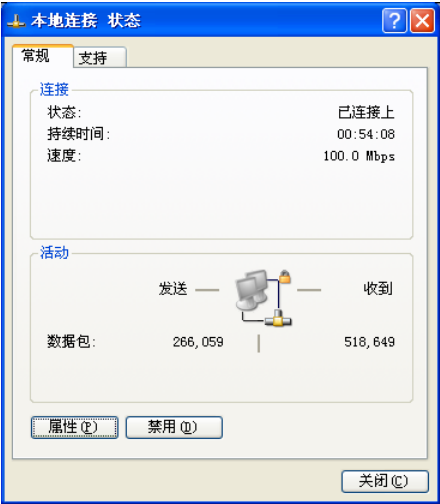 本地连接 状态
常规 支持
连接
状态: 已连接上
持续时间: 00:54:08
速度: 100.0 Mbps
活动
发送 收到
数据包: 266,059 518,649
属性(P) 禁用(D)
关闭(C)